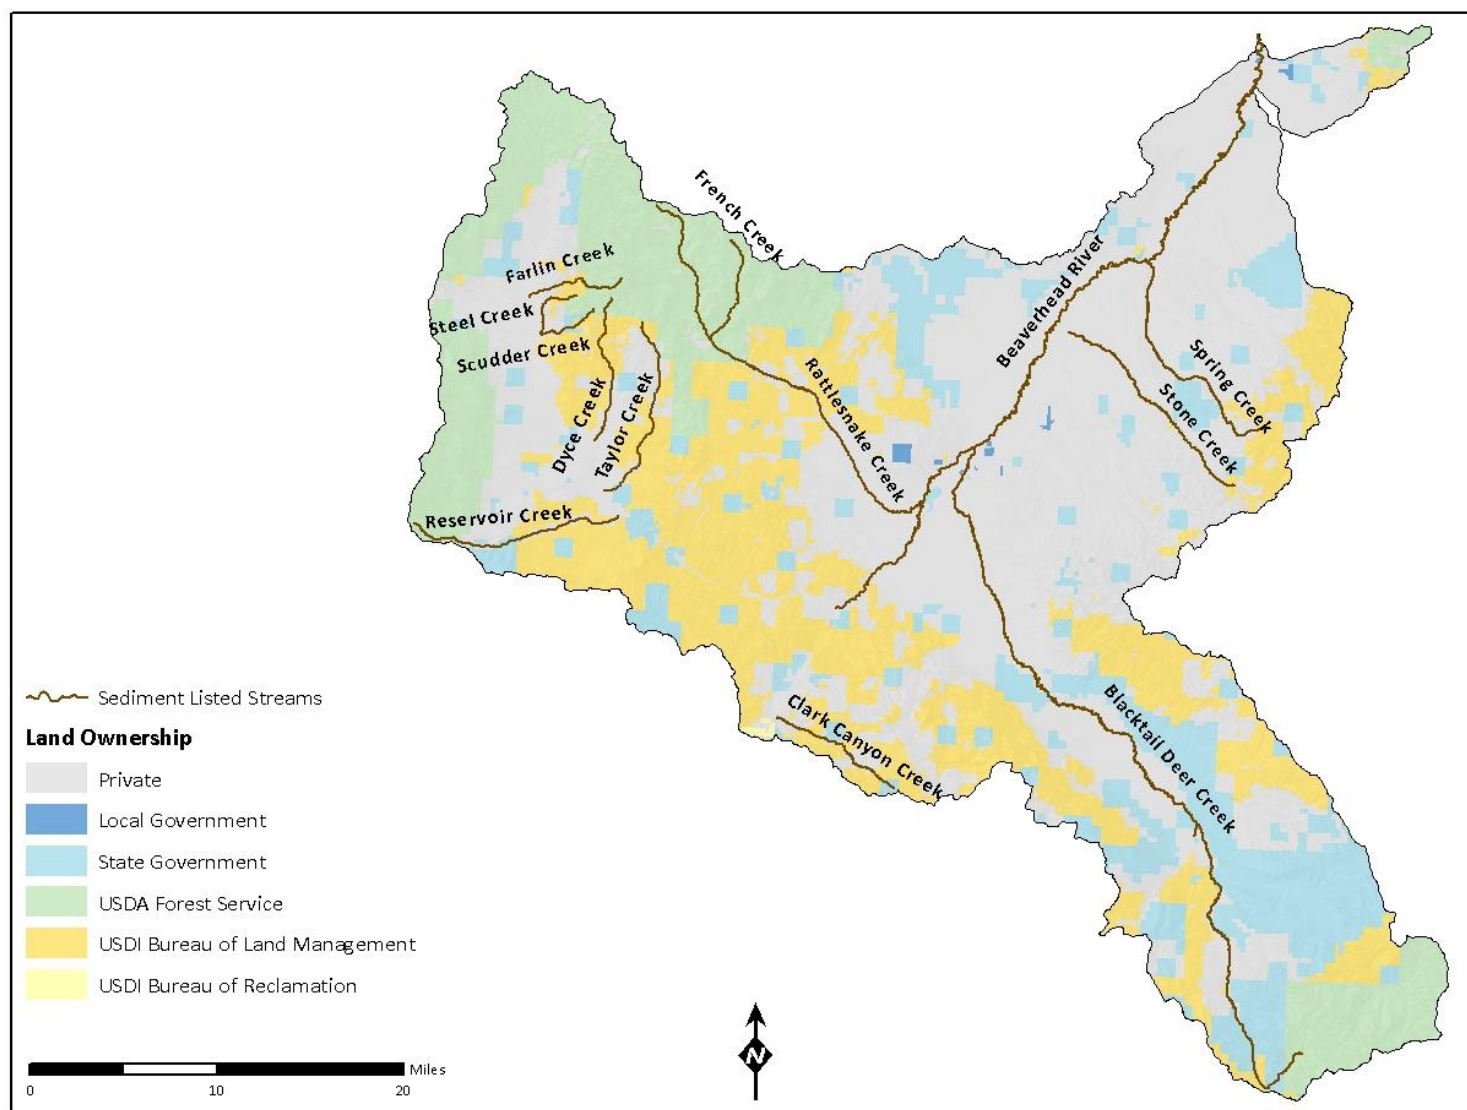 French Creek
Farlin Creek
Beaverhead River
Steel Creek
Scudder Creek
Spring Creek
Rattlesnake Creek
Stone Creek
Dyce Creek
Taylor Creek
Reservoir Creek
Sediment Listed Streams
Clark Canyon Creek
Blacktail Deer Creek
Land Ownership
Private
Local Government
State Government
USDA Forest Service
USDI Bureau of Land Management
USDI Bureau of Reclamation
N
Miles
0 10 20